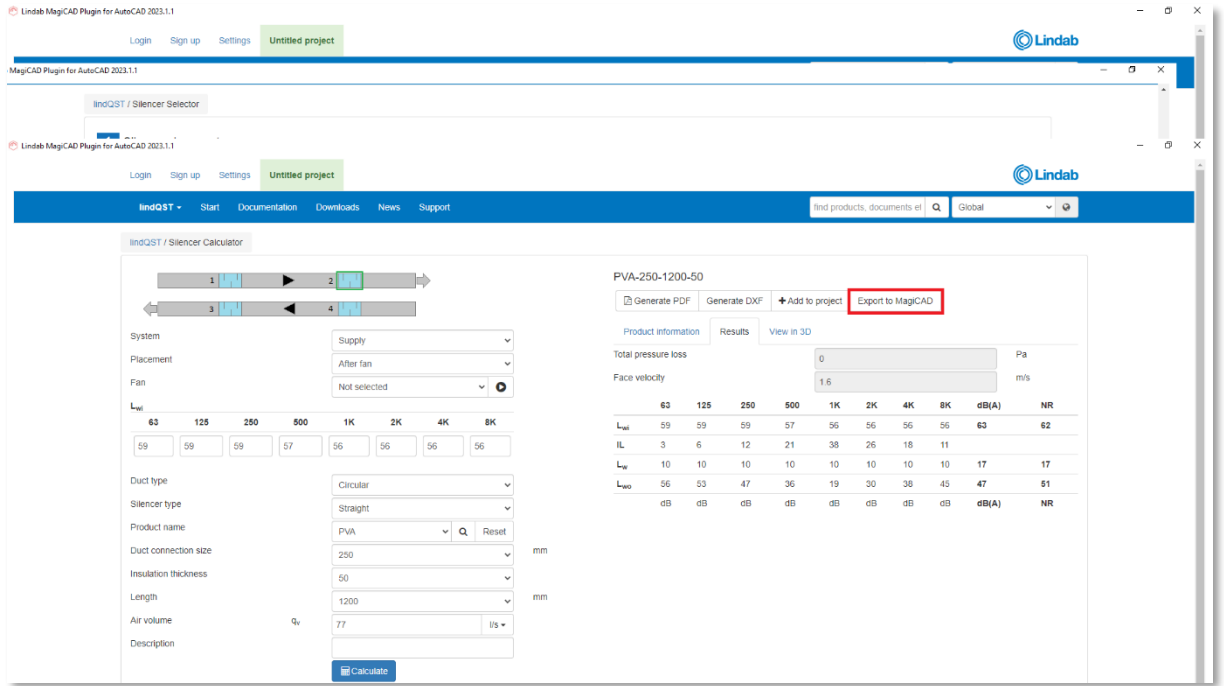 Lindab MagiCAD Plugin for AutoCAD 2023.1.1
Login Sign up Settings Untitled project Lindab
MagiCAD Plugin for AutoCAD 2023.1.1
lindQST / Silencer Selector
Lindab MagiCAD Plugin for AutoCAD 2023.1.1
Login Sign up Settings Untitled project Lindab
lindQST Start Documentation Downloads News Support find products, documents et Global
lindQST / Silencer Calculator
1 2
3 4
System Supply
Placement After fan
Fan Not selected
Lwi
63 125 250 500 1K 2K 4K 8K
59 59 59 57 56 56 56 56
Duct type Circular
Silencer type Straight
Product name PVA Reset
Duct connection size 250 mm
Insulation thickness 50
Length 1200 mm
Air volume qv 77 l/s
Description
Calculate
PVA-250-1200-50
Generate PDF Generate DXF Add to project Export to MagiCAD
Product information Results View in 3D
Total pressure loss 0 Pa
Face velocity 1.6 m/s
63 125 250 500 1K 2K 4K 8K dB(A) NR
Lwi 59 59 59 57 56 56 56 56 63 62
IL 3 6 12 21 38 26 18 11
Lw 10 10 10 10 10 10 10 10 17 17
Lwo 56 53 47 36 19 30 38 45 47 51
dB dB dB dB dB dB dB dB dB(A) NR